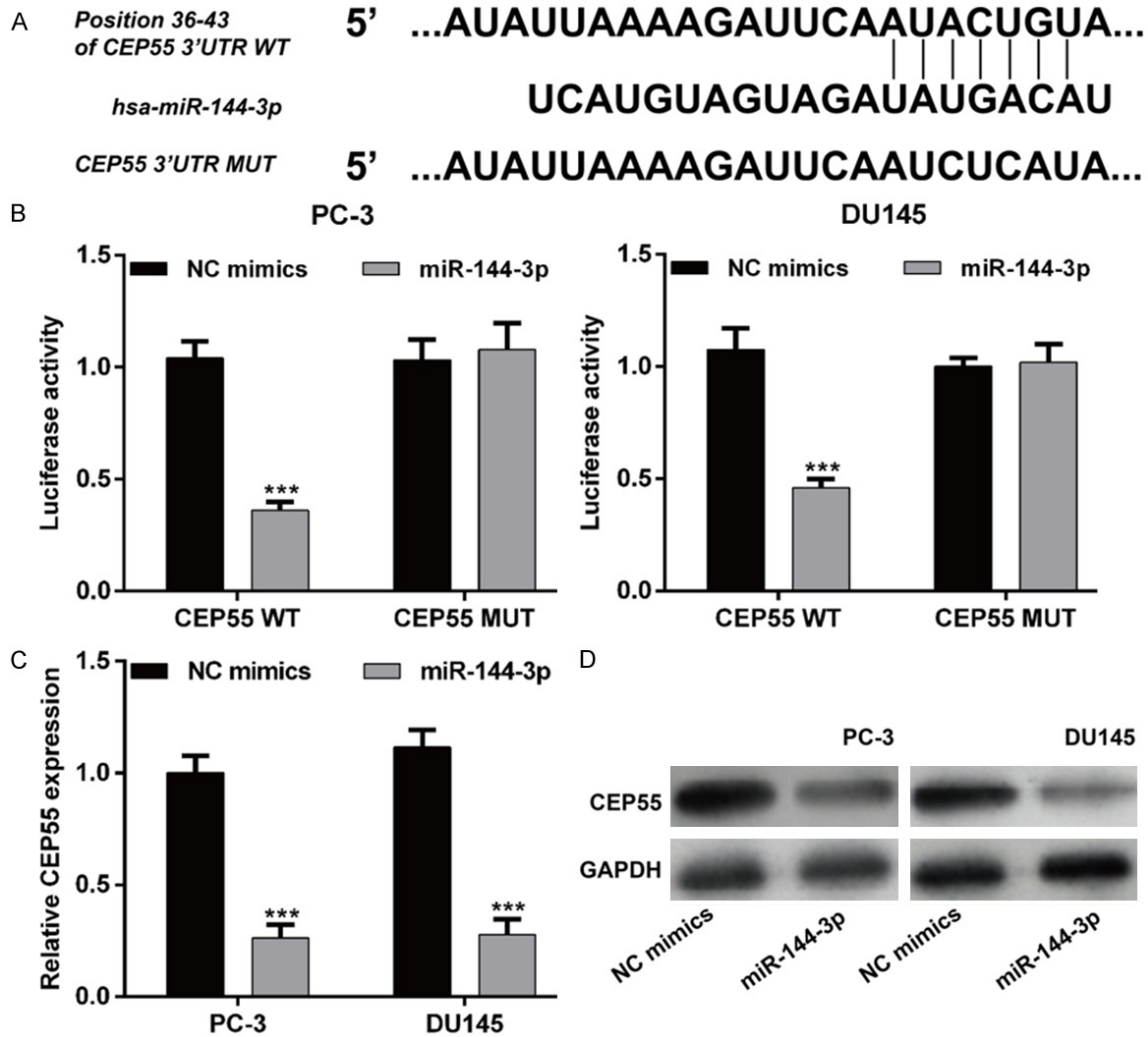 A
Position 36-43 5' ...AUAUUAAAAGAUUCAAUACUGUA...
of CEP55 3'UTR WT
hsa-miR-144-3p UCAUGUAGUAGAUAUGACAU
CEP55 3'UTR MUT 5' ...AUAUUAAAAGAUUCAAUCUCAUA...
B
PC-3
1.5
NC mimics miR-144-3p
Luciferase activity
1.0
0.5
***
0.0
CEP55 WT CEP55 MUT
DU145
1.5
NC mimics miR-144-3p
Luciferase activity
1.0
0.5
***
0.0
CEP55 WT CEP55 MUT
C
1.5
NC mimics miR-144-3p
Relative CEP55 expression
1.0
0.5
*** ***
0.0
PC-3 DU145
D
PC-3 DU145
CEP55
GAPDH
NC mimics miR-144-3p NC mimics miR-144-3p